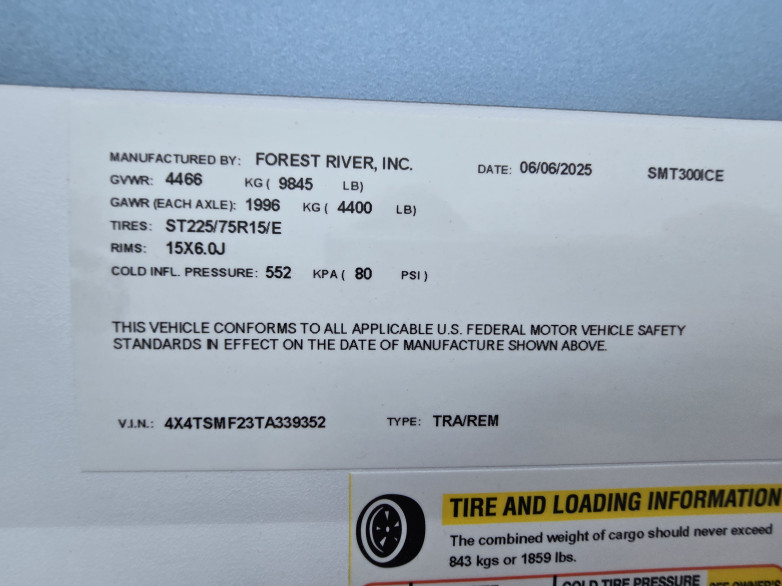 MANUFACTURED BY: FOREST RIVER, INC. DATE: 06/06/2025 SMT300ICE
GVWR: 4466 KG ( 9845 LB)
GAWR (EACH AXLE): 1996 KG ( 4400 LB)
TIRES: ST225/75R15/E
RIMS: 15X6.0J
COLD INFL. PRESSURE: 552 KPA ( 80 PSI )
THIS VEHICLE CONFORMS TO ALL APPLICABLE U.S. FEDERAL MOTOR VEHICLE SAFETY
STANDARDS IN EFFECT ON THE DATE OF MANUFACTURE SHOWN ABOVE.
V.I.N.: 4X4TSMF23TA339352 TYPE: TRA/REM
TIRE AND LOADING INFORMATION
The combined weight of cargo should never exceed
843 kgs or 1859 lbs.
COLD TIRE PRESSURE SEE OWNERS